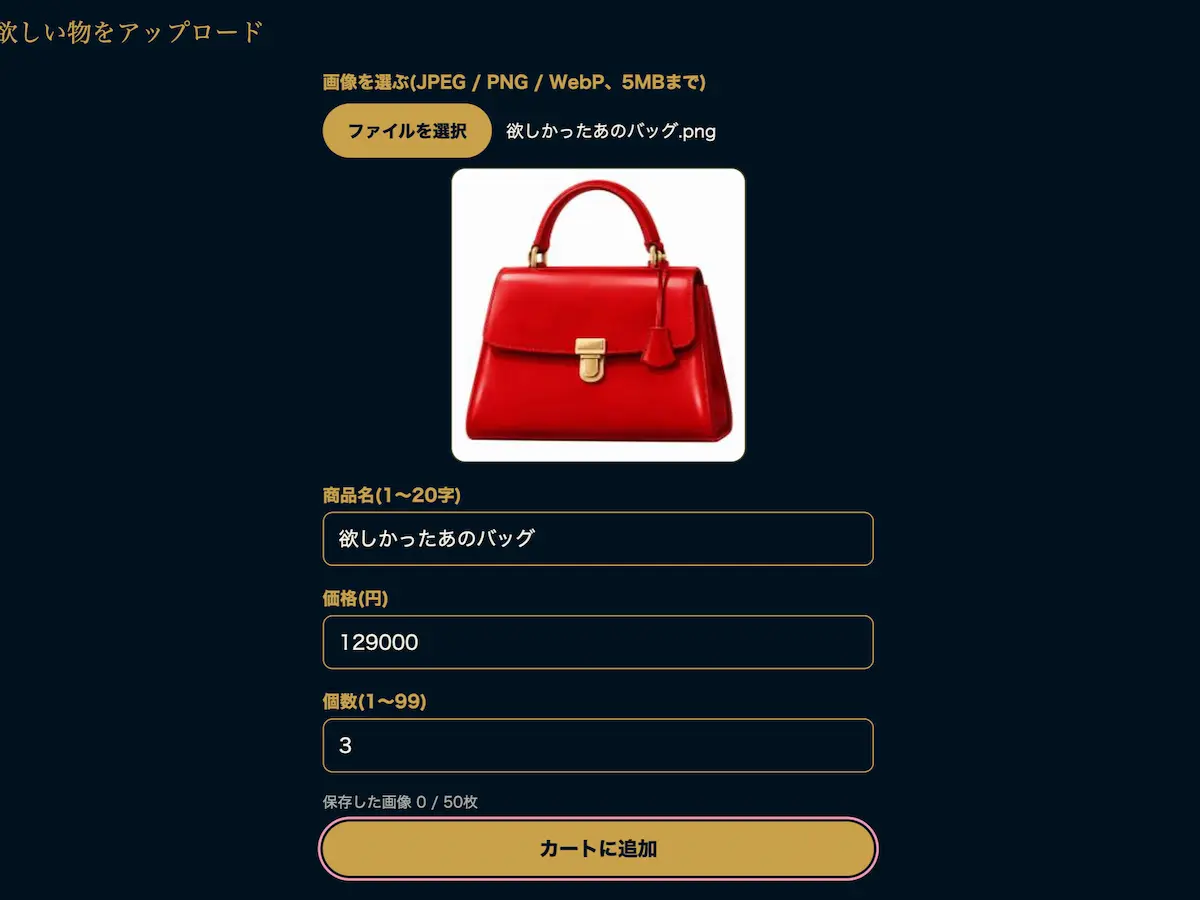 欲しい物をアップロード
画像を選ぶ(JPEG / PNG / WebP、5MBまで)
ファイルを選択 欲しかったあのバッグ.png
商品名(1〜20字)
欲しかったあのバッグ
価格(円)
129000
個数(1〜99)
3
保存した画像 0 / 50枚
カートに追加